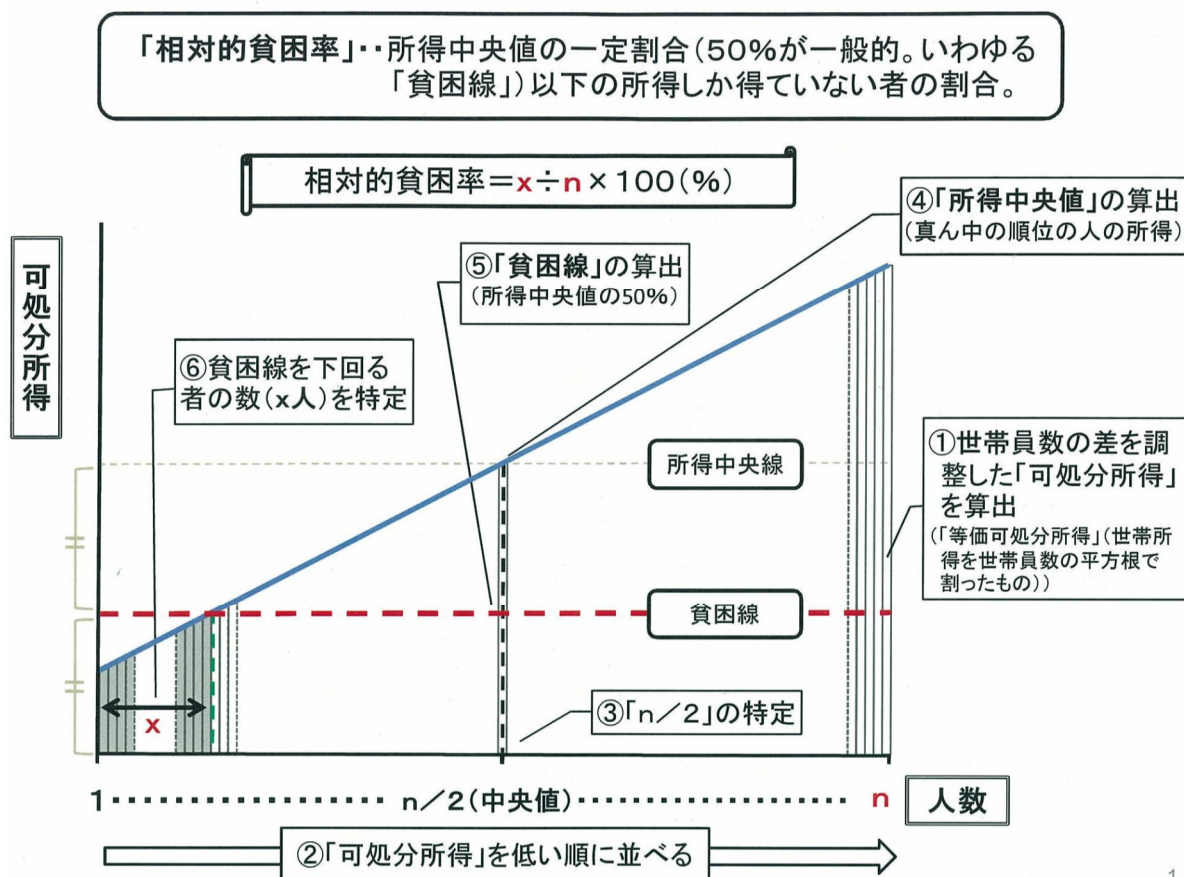 「相対的貧困率」‥所得中央値の一定割合(50%が一般的。いわゆる
「貧困線」)以下の所得しか得ていない者の割合。
相対的貧困率=x÷n×100(%)
④「所得中央値」の算出
(真ん中の順位の人の所得)
⑤「貧困線」の算出
(所得中央値の50%)
可処分所得
⑥貧困線を下回る
者の数(x人)を特定
所得中央線
①世帯員数の差を調
整した「可処分所得」
を算出
(「等価可処分所得」(世帯所
得を世帯員数の平方根で
割ったもの))
貧困線
x
③「n/2」の特定
1‥‥‥‥‥‥‥‥n/2(中央値)‥‥‥‥‥‥‥‥n
人数
②「可処分所得」を低い順に並べる
1